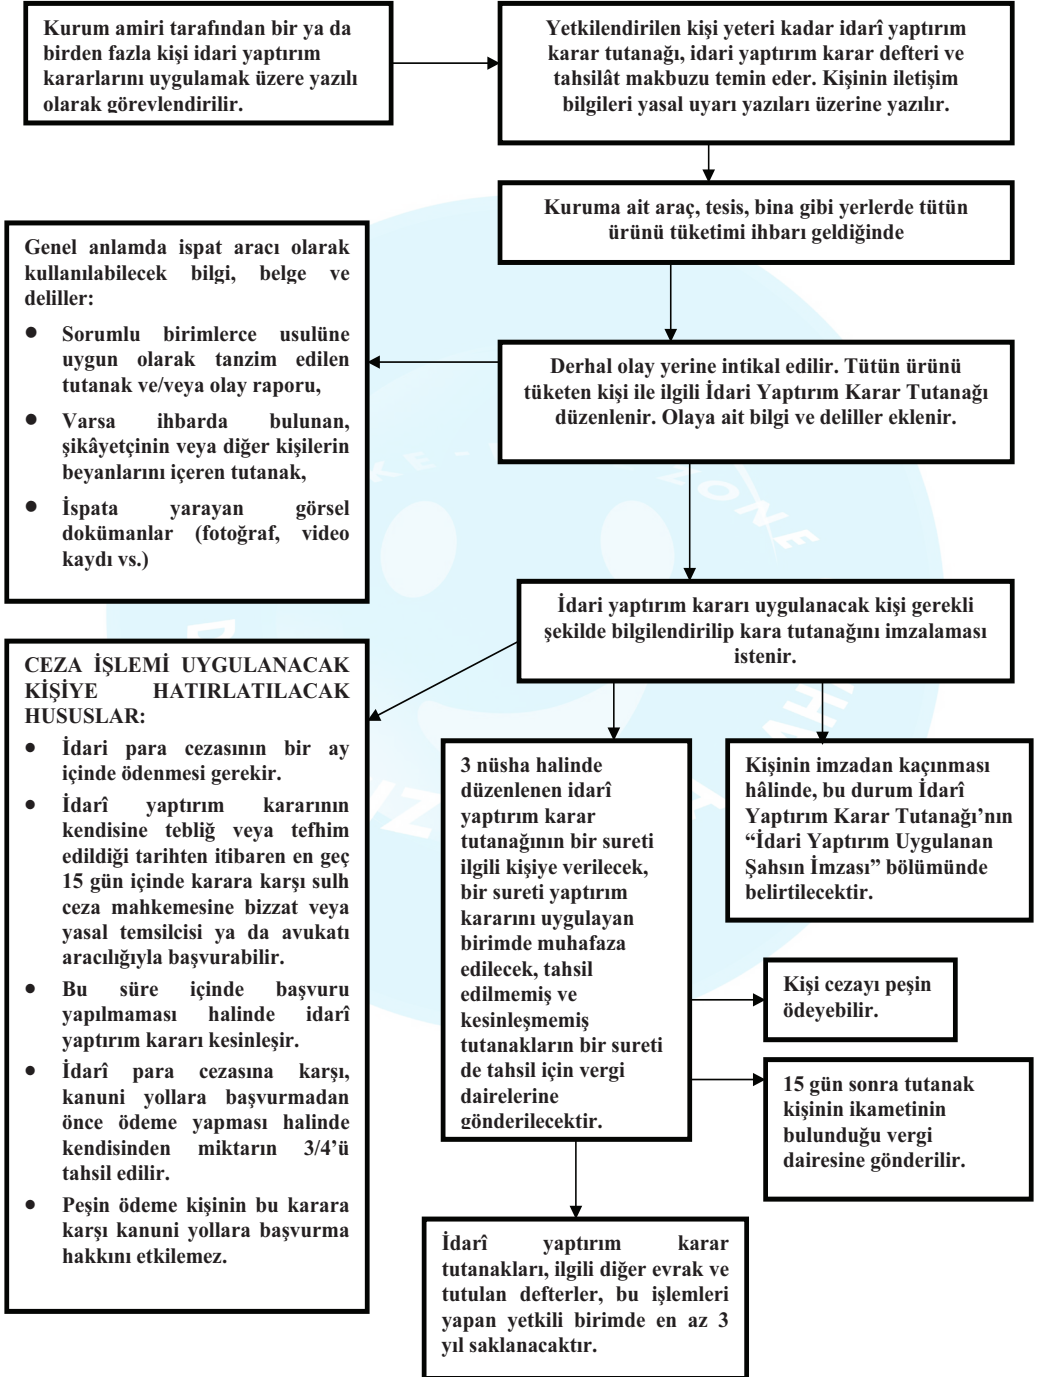 Kurum amiri tarafından bir ya da
birden fazla kişi idari yaptırım
kararlarını uygulamak üzere yazılı
olarak görevlendirilir.
Yetkilendirilen kişi yeteri kadar idarî yaptırım
karar tutanağı, idari yaptırım karar defteri ve
tahsilât makbuzu temin eder. Kişinin iletişim
bilgileri yasal uyarı yazıları üzerine yazılır.
Kuruma ait araç, tesis, bina gibi yerlerde tütün
ürünü tüketimi ihbarı geldiğinde
Genel anlamda ispat aracı olarak
kullanılabilecek bilgi, belge ve
deliller:
● Sorumlu birimlerce usulüne
uygun olarak tanzim edilen
tutanak ve/veya olay raporu,
● Varsa ihbarda bulunan,
şikâyetçinin veya diğer kişilerin
beyanlarını içeren tutanak,
● İspata yarayan görsel
dokümanlar (fotoğraf, video
kaydı vs.)
Derhal olay yerine intikal edilir. Tütün ürünü
tüketen kişi ile ilgili İdari Yaptırım Karar Tutanağı
düzenlenir. Olaya ait bilgi ve deliller eklenir.
ZONE
İdari yaptırım kararı uygulanacak kişi gerekli
şekilde bilgilendirilip kara tutanağını imzalaması
istenir.
CEZA İŞLEMİ UYGULANACAK
KİŞİYE HATIRLATILACAK
HUSUSLAR:
● İdari para cezasının bir ay
içinde ödenmesi gerekir.
● İdarî yaptırım kararının
kendisine tebliğ veya tefhim
edildiği tarihten itibaren en geç
15 gün içinde karara karşı sulh
ceza mahkemesine bizzat veya
yasal temsilcisi ya da avukatı
aracılığıyla başvurabilir.
● Bu süre içinde başvuru
yapılmaması halinde idarî
yaptırım kararı kesinleşir.
● İdarî para cezasına karşı,
kanuni yollara başvurmadan
önce ödeme yapması halinde
kendisinden miktarın 3/4’ü
tahsil edilir.
● Peşin ödeme kişinin bu karara
karşı kanuni yollara başvurma
hakkını etkilemez.
3 nüsha halinde
düzenlenen idarî
yaptırım karar
tutanağının bir sureti
ilgili kişiye verilecek,
bir sureti yaptırım
kararını uygulayan
birimde muhafaza
edilecek, tahsil
edilmemiş ve
kesinleşmemiş
tutanakların bir sureti
de tahsil için vergi
dairelerine
gönderilecektir.
Kişinin imzadan kaçınması
hâlinde, bu durum İdarî
Yaptırım Karar Tutanağı’nın
“İdari Yaptırım Uygulanan
Şahsın İmzası” bölümünde
belirtilecektir.
Kişi cezayı peşin
ödeyebilir.
15 gün sonra tutanak
kişinin ikametinin
bulunduğu vergi
dairesine gönderilir.
İdarî yaptırım karar
tutanakları, ilgili diğer evrak ve
tutulan defterler, bu işlemleri
yapan yetkili birimde en az 3
yıl saklanacaktır.